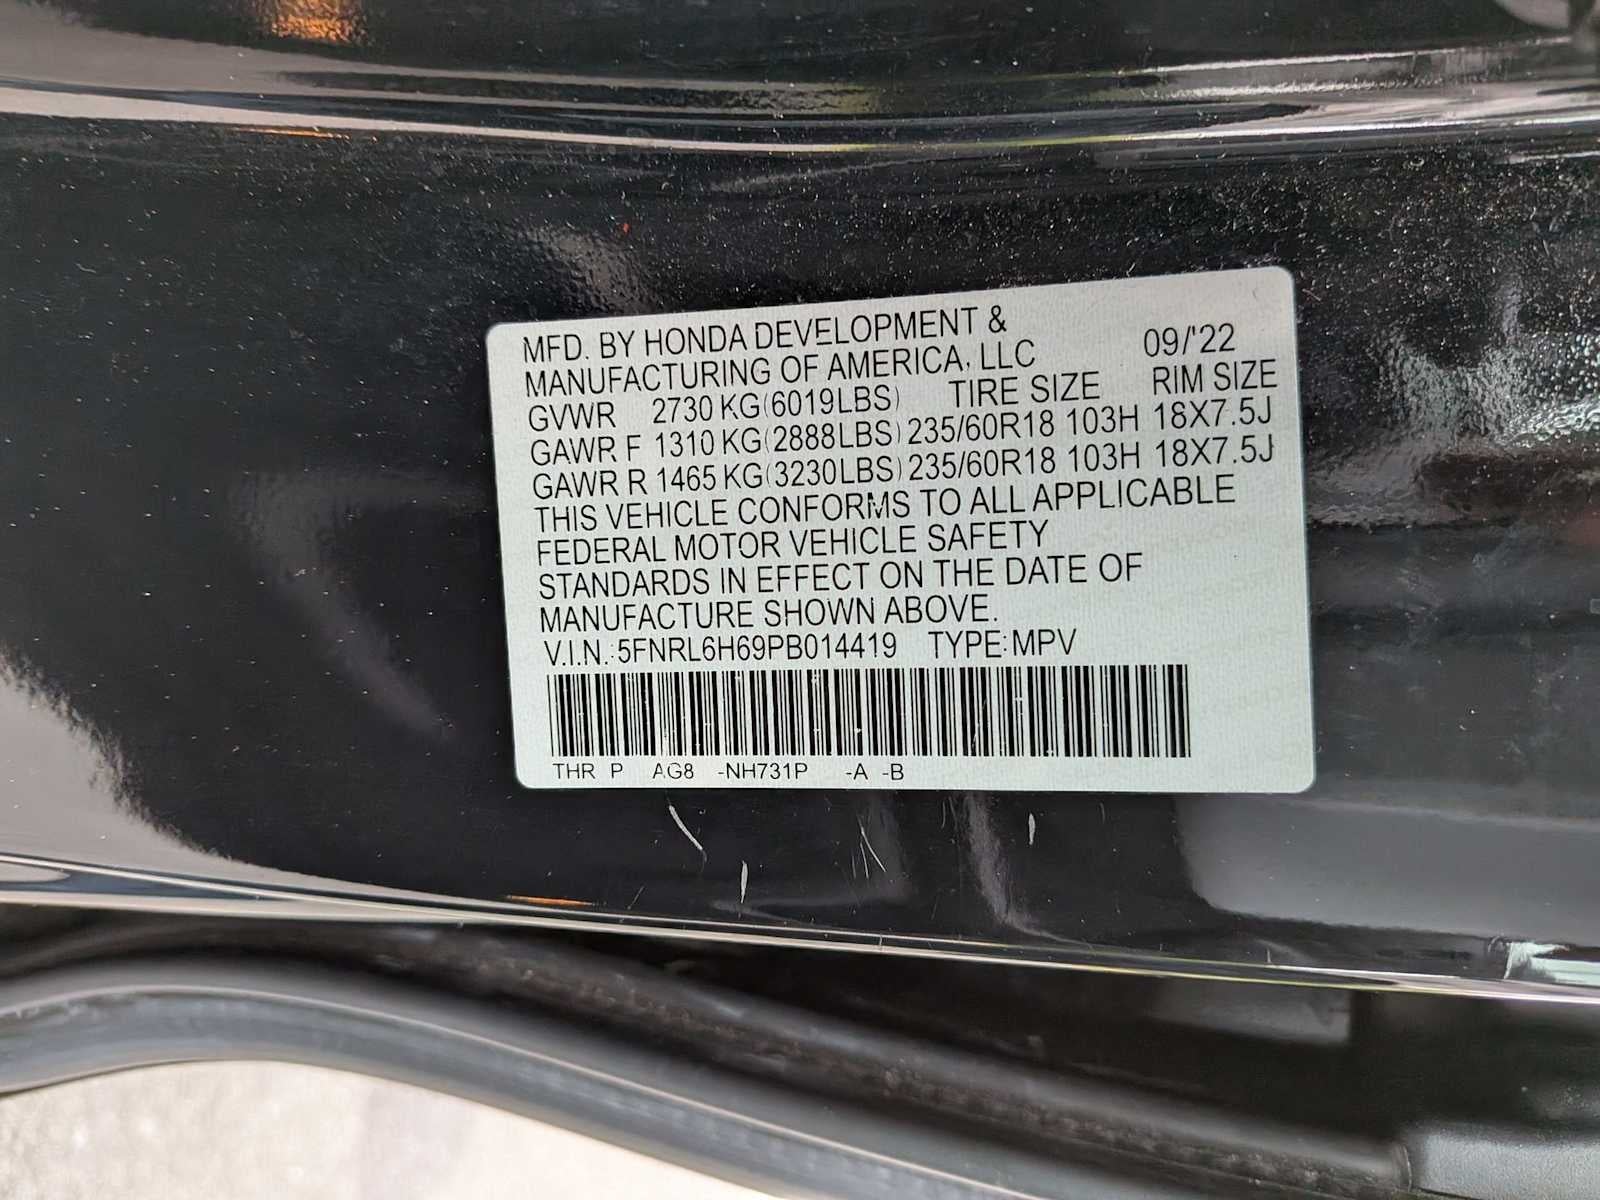 MFD. BY HONDA DEVELOPMENT &
MANUFACTURING OF AMERICA, LLC 09/'22
GVWR 2730 KG (6019LBS) TIRE SIZE RIM SIZE
GAWR F 1310 KG (2888LBS) 235/60R18 103H 18X7.5J
GAWR R 1465 KG (3230LBS) 235/60R18 103H 18X7.5J
THIS VEHICLE CONFORMS TO ALL APPLICABLE
FEDERAL MOTOR VEHICLE SAFETY
STANDARDS IN EFFECT ON THE DATE OF
MANUFACTURE SHOWN ABOVE.
V.I.N.:5FNRL6H69PB014419 TYPE:MPV
THR P AG8 -NH731P -A -B